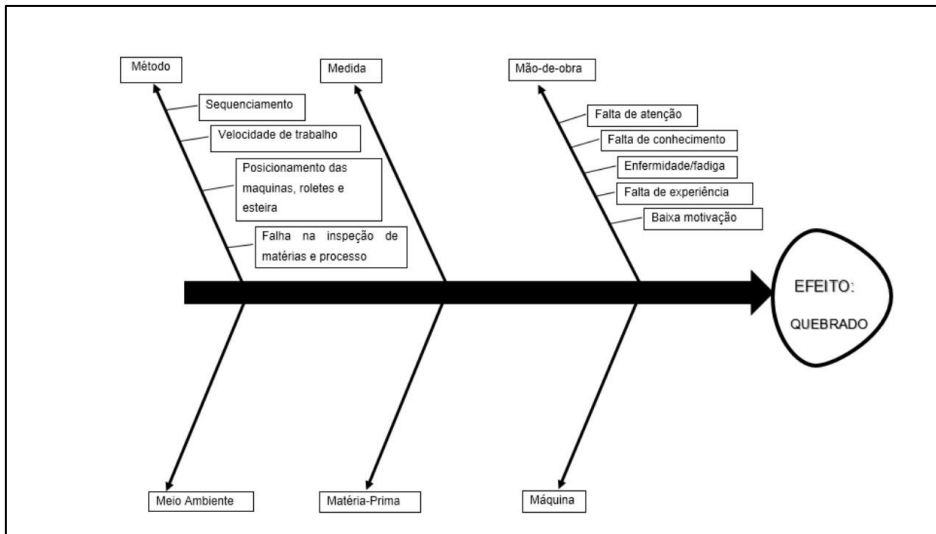 Método
Medida
Mão-de-obra
Sequenciamento
Velocidade de trabalho
Posicionamento das
maquinas, roletes e
esteira
Falha na inspeção de
matérias e processo
Falta de atenção
Falta de conhecimento
Enfermidade/fadiga
Falta de experiência
Baixa motivação
EFEITO:
QUEBRADO
Meio Ambiente
Matéria-Prima
Máquina